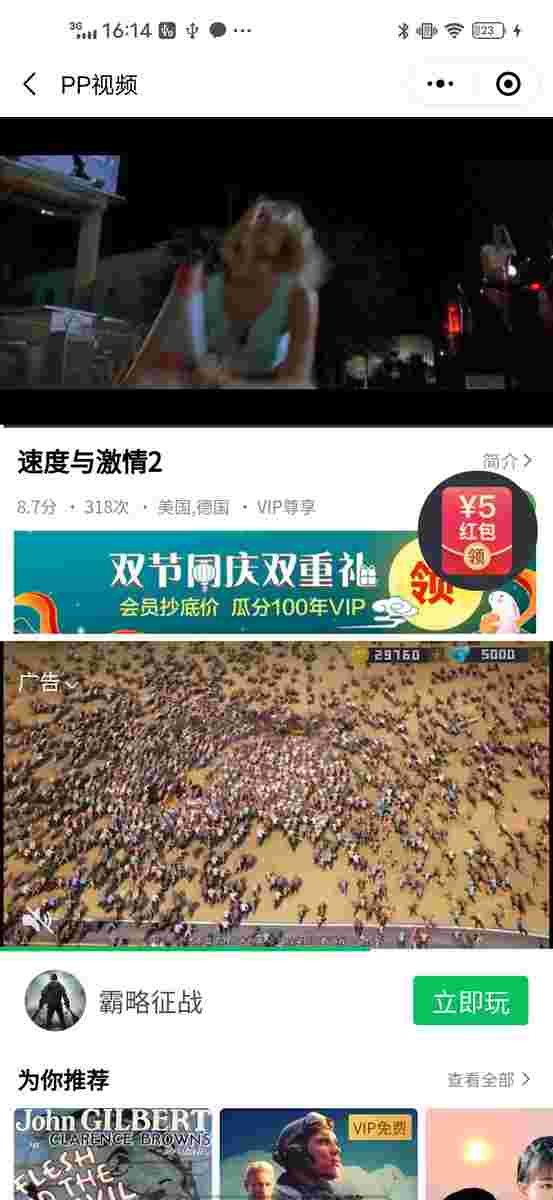 3G 16:14 23
PP视频
速度与激情2
简介
8.7分 · 318次 · 美国,德国 · VIP尊享
¥5
红包
领
双节同庆双重礼
会员抄底价 瓜分100年VIP
领
29760 5000
广告
霸略征战
立即玩
为你推荐
查看全部
John GILBERT
CLARENCE BROWN'S
FLESH
VIP免费